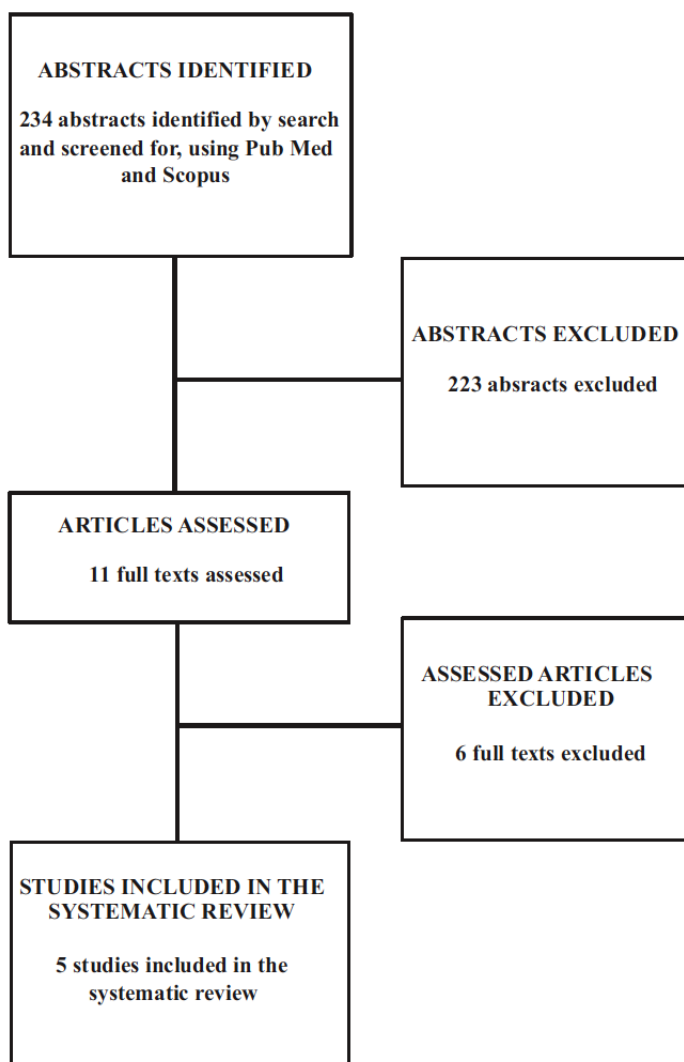 ABSTRACTS IDENTIFIED
234 abstracts identified by search
and screened for, using Pub Med
and Scopus
ABSTRACTS EXCLUDED
223 absracts excluded
ARTICLES ASSESSED
11 full texts assessed
ASSESSED ARTICLES
EXCLUDED
6 full texts excluded
STUDIES INCLUDED IN THE
SYSTEMATIC REVIEW
5 studies included in the
systematic review